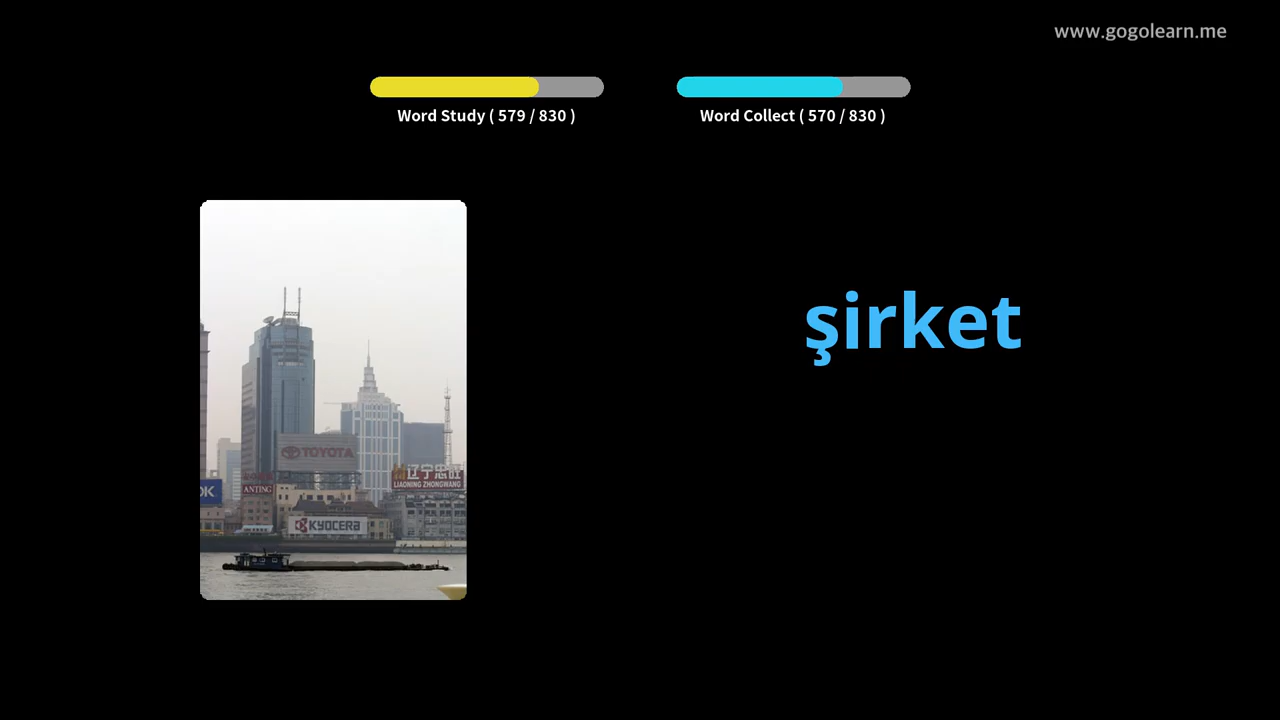 www.gogolearn.me
Word Study ( 579 / 830 )
Word Collect ( 570 / 830 )
şirket
TOYOTA
辽宁忠旺
LIAONING ZHONGWANG
OK
ANTING
KYOCERA